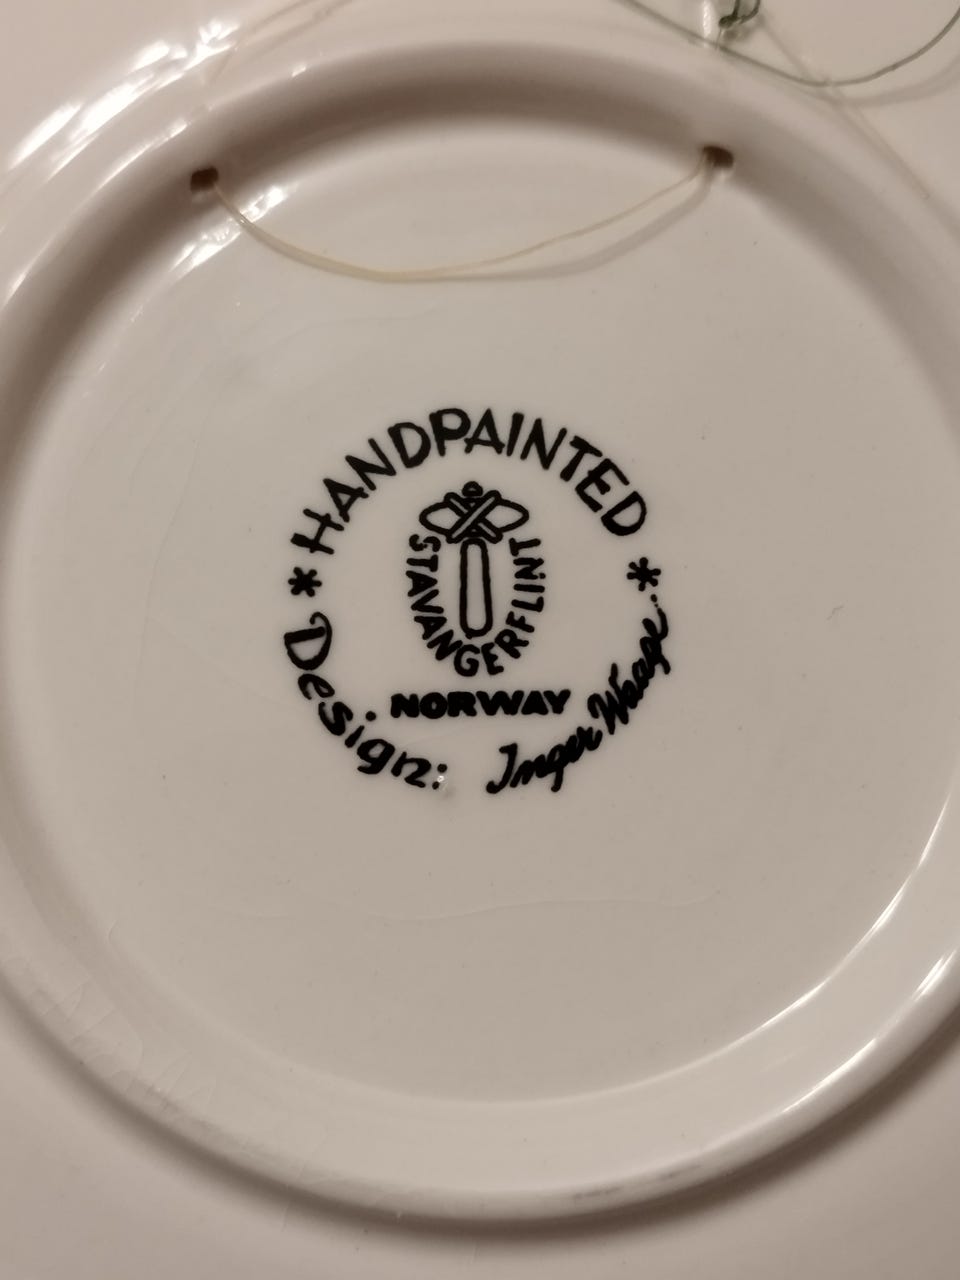 * HANDPAINTED *
STAVANGERFLINT
NORWAY
Design: Inger Waage.